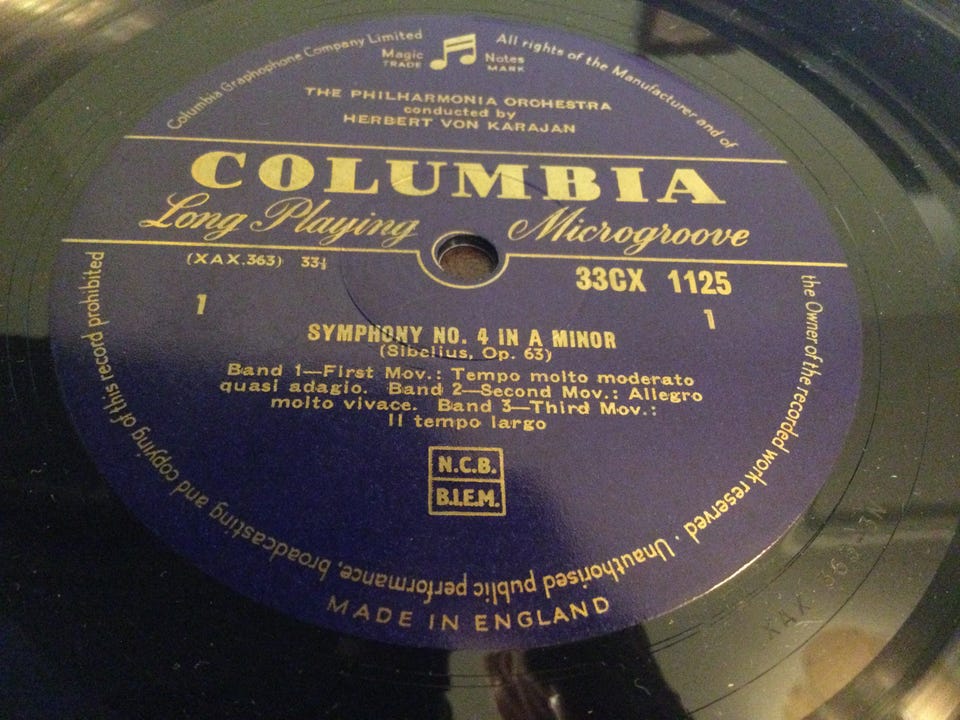 Columbia Graphophone Company Limited
Magic Notes
TRADE MARK
All rights of the Manufacturer and of
the Owner of the recorded work reserved · Unauthorised public performance, broadcasting and copying of this record prohibited
THE PHILHARMONIA ORCHESTRA
conducted by
HERBERT VON KARAJAN
COLUMBIA
Long Playing Microgroove
(XAX.363) 33⅓
33CX 1125
1 1
SYMPHONY NO. 4 IN A MINOR
(Sibelius, Op. 63)
Band 1—First Mov.: Tempo molto moderato
quasi adagio. Band 2—Second Mov.: Allegro
molto vivace. Band 3—Third Mov.:
Il tempo largo
N.C.B.
B.I.E.M.
MADE IN ENGLAND
XAX